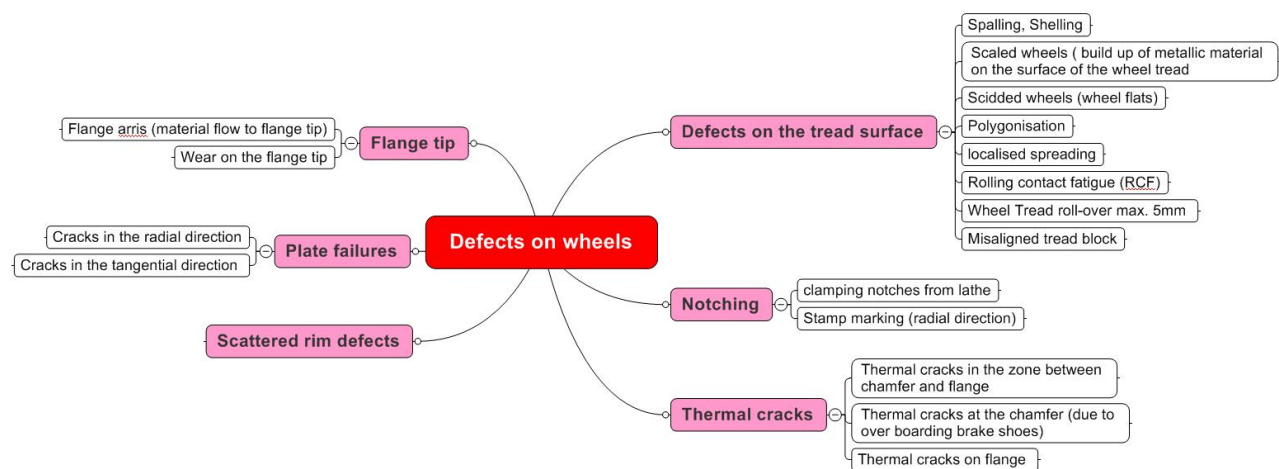 Defects on wheels
Flange tip
Flange arris (material flow to flange tip)
Wear on the flange tip
Plate failures
Cracks in the radial direction
Cracks in the tangential direction
Scattered rim defects
Defects on the tread surface
Spalling, Shelling
Scaled wheels ( build up of metallic material
on the surface of the wheel tread
Scidded wheels (wheel flats)
Polygonisation
localised spreading
Rolling contact fatigue (RCF)
Wheel Tread roll-over max. 5mm
Misaligned tread block
Notching
clamping notches from lathe
Stamp marking (radial direction)
Thermal cracks
Thermal cracks in the zone between
chamfer and flange
Thermal cracks at the chamfer (due to
over boarding brake shoes)
Thermal cracks on flange